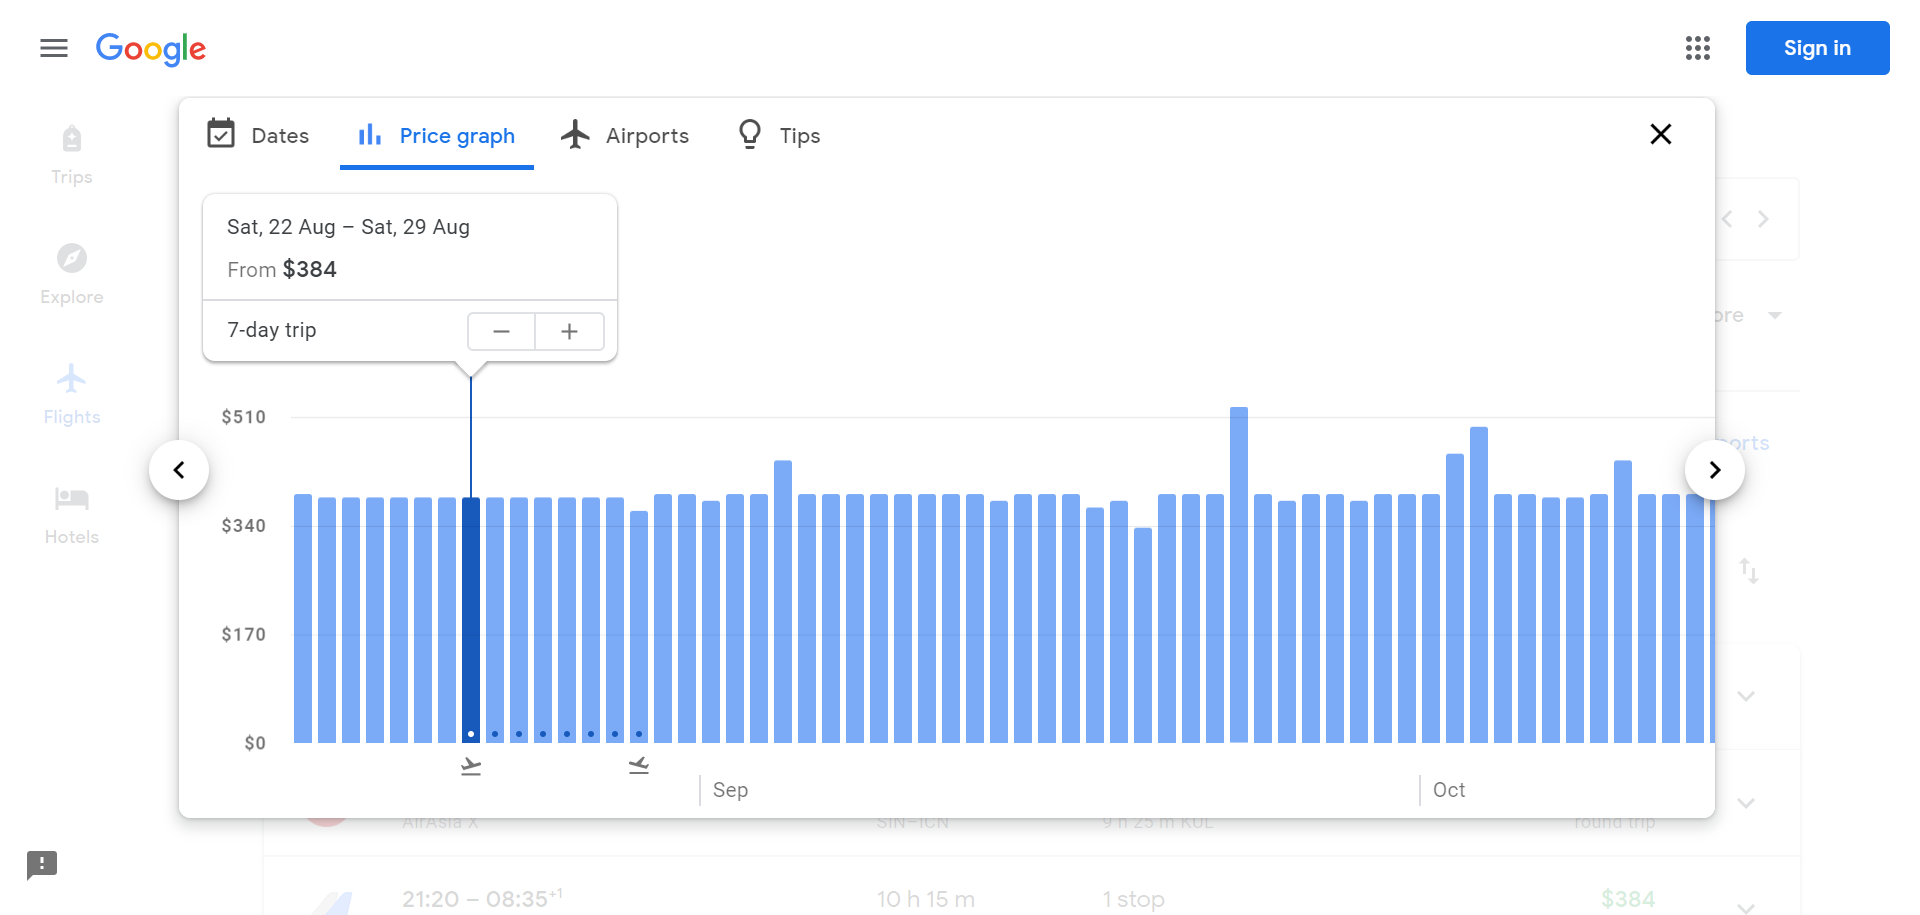 Google
Sign in
Trips
Explore
Flights
Hotels
Dates
Price graph
Airports
Tips
Sat, 22 Aug – Sat, 29 Aug
From $384
7-day trip
$510
$340
$170
$0
Sep
Oct
AirAsia X
SIN–ICN
9 h 25 m KUL
round trip
21:20 – 08:35+1
10 h 15 m
1 stop
$384